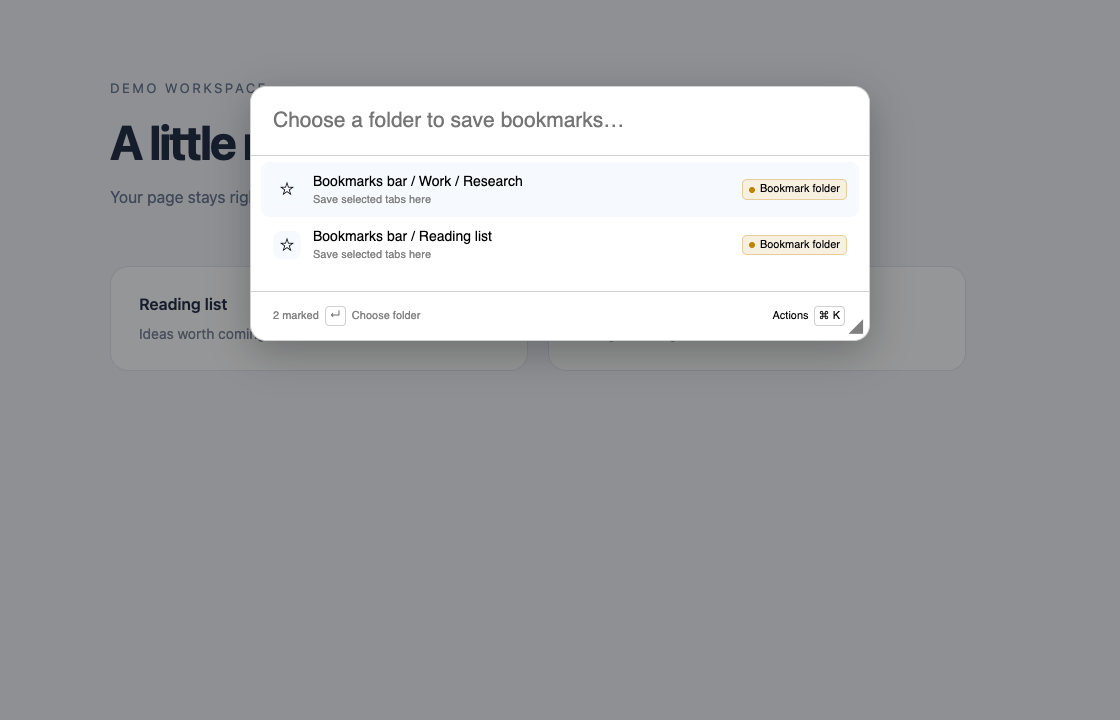 DEMO WORKSPACE
A little
Your page stays
Choose a folder to save bookmarks…
Bookmarks bar / Work / Research
Save selected tabs here
Bookmark folder
Bookmarks bar / Reading list
Save selected tabs here
Bookmark folder
Reading list
Ideas worth
2 marked ↵ Choose folder
Actions ⌘ K